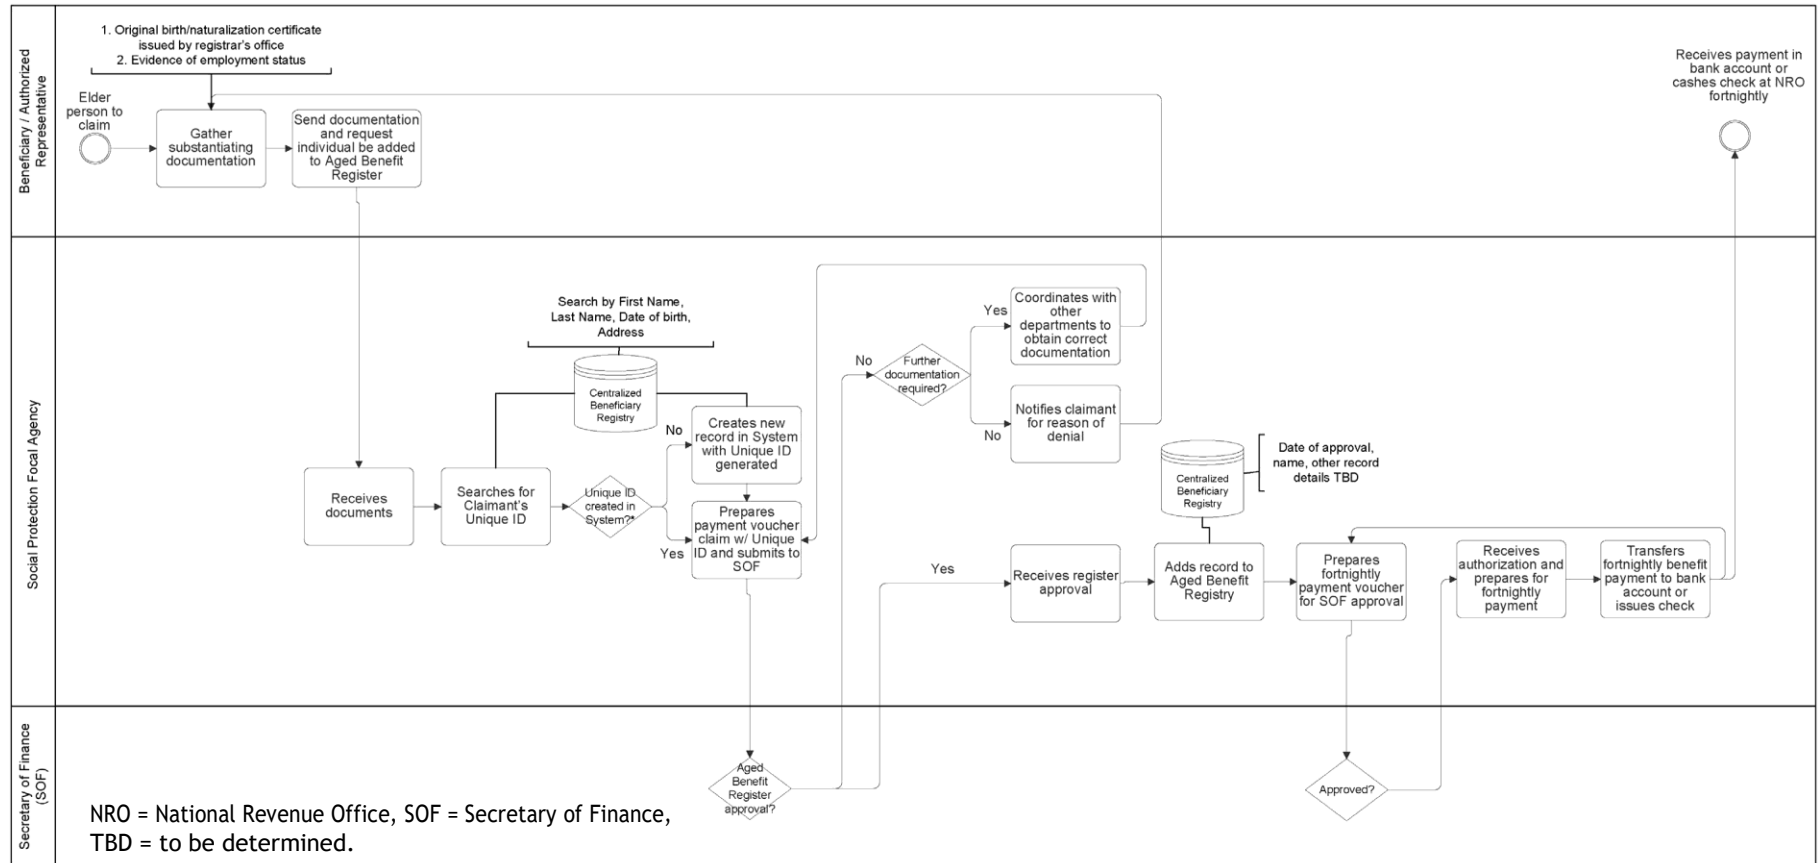 Beneficiary / Authorized
Representative
1. Original birth/naturalization certificate
issued by registrar's office
2. Evidence of employment status
Elder
person to
claim
Gather
substantiating
documentation
Send documentation
and request
individual be added
to Aged Benefit
Register
Receives payment in
bank account or
cashes check at NRO
fortnightly
Social Protection Focal Agency
Search by First Name,
Last Name, Date of birth,
Address
Centralized
Beneficiary
Registry
Receives
documents
Searches for
Claimant's
Unique ID
Unique ID
created in
System?*
No
Creates new
record in System
with Unique ID
generated
Yes
Prepares
payment voucher
claim w/ Unique
ID and submits to
SOF
No
Further
documentation
required?
Yes
Coordinates with
other
departments to
obtain correct
documentation
No
Notifies claimant
for reason of
denial
Yes
Receives register
approval
Centralized
Beneficiary
Registry
Date of approval,
name, other record
details TBD
Adds record to
Aged Benefit
Registry
Prepares
fortnightly
payment voucher
for SOF approval
Receives
authorization and
prepares for
fortnightly
payment
Transfers
fortnightly benefit
payment to bank
account or
issues check
Secretary of Finance
(SOF)
Aged
Benefit
Register
approval?
Approved?
NRO = National Revenue Office, SOF = Secretary of Finance,
TBD = to be determined.